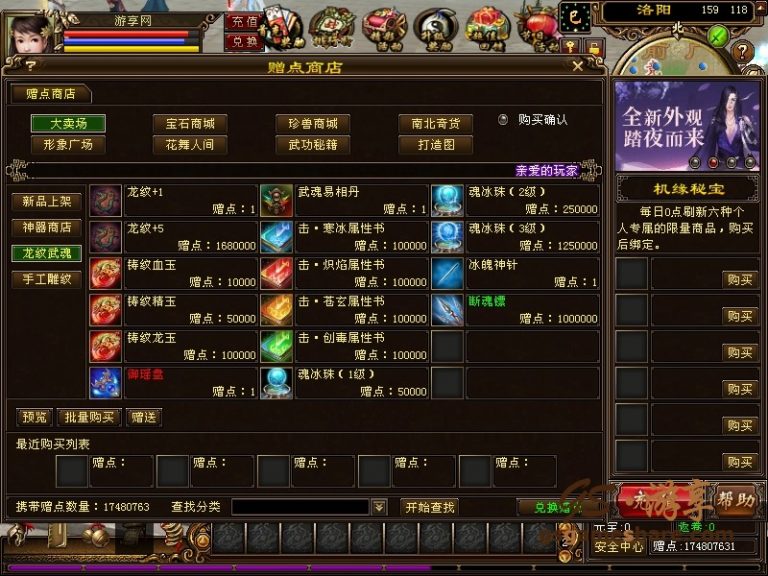 游享网
充值
兑换
洛阳 159 118
北
? 赠点商店 ×
赠点商店
大卖场 宝石商城 珍兽商城 南北奇货 购买确认
形象广场 花舞人间 武功秘籍 打造图
亲爱的玩家
新品上架
神器商店
龙纹武魂
手工雕纹
龙纹+1
赠点：1
武魂易相丹
赠点：1
魂冰珠（2级）
赠点：250000
龙纹+5
赠点：1680000
击·寒冰属性书
赠点：100000
魂冰珠（3级）
赠点：1250000
铸纹血玉
赠点：10000
击·炽焰属性书
赠点：100000
冰魄神针
赠点：1
铸纹精玉
赠点：50000
击·苍玄属性书
赠点：100000
断魂镖
赠点：1000000
铸纹龙玉
赠点：100000
击·创毒属性书
赠点：100000
御瑶盘
赠点：1
魂冰珠（1级）
赠点：50000
预览 批量购买 赠送
最近购买列表
赠点： 赠点： 赠点： 赠点： 赠点：
携带赠点数量：17480763 查找分类 开始查找
全新外观
踏夜而来
机缘秘宝
每日0点刷新六种个
人专属的限量商品，购买
后绑定。
购买
购买
购买
购买
购买
购买
帮助
安全中心 赠点:174807631